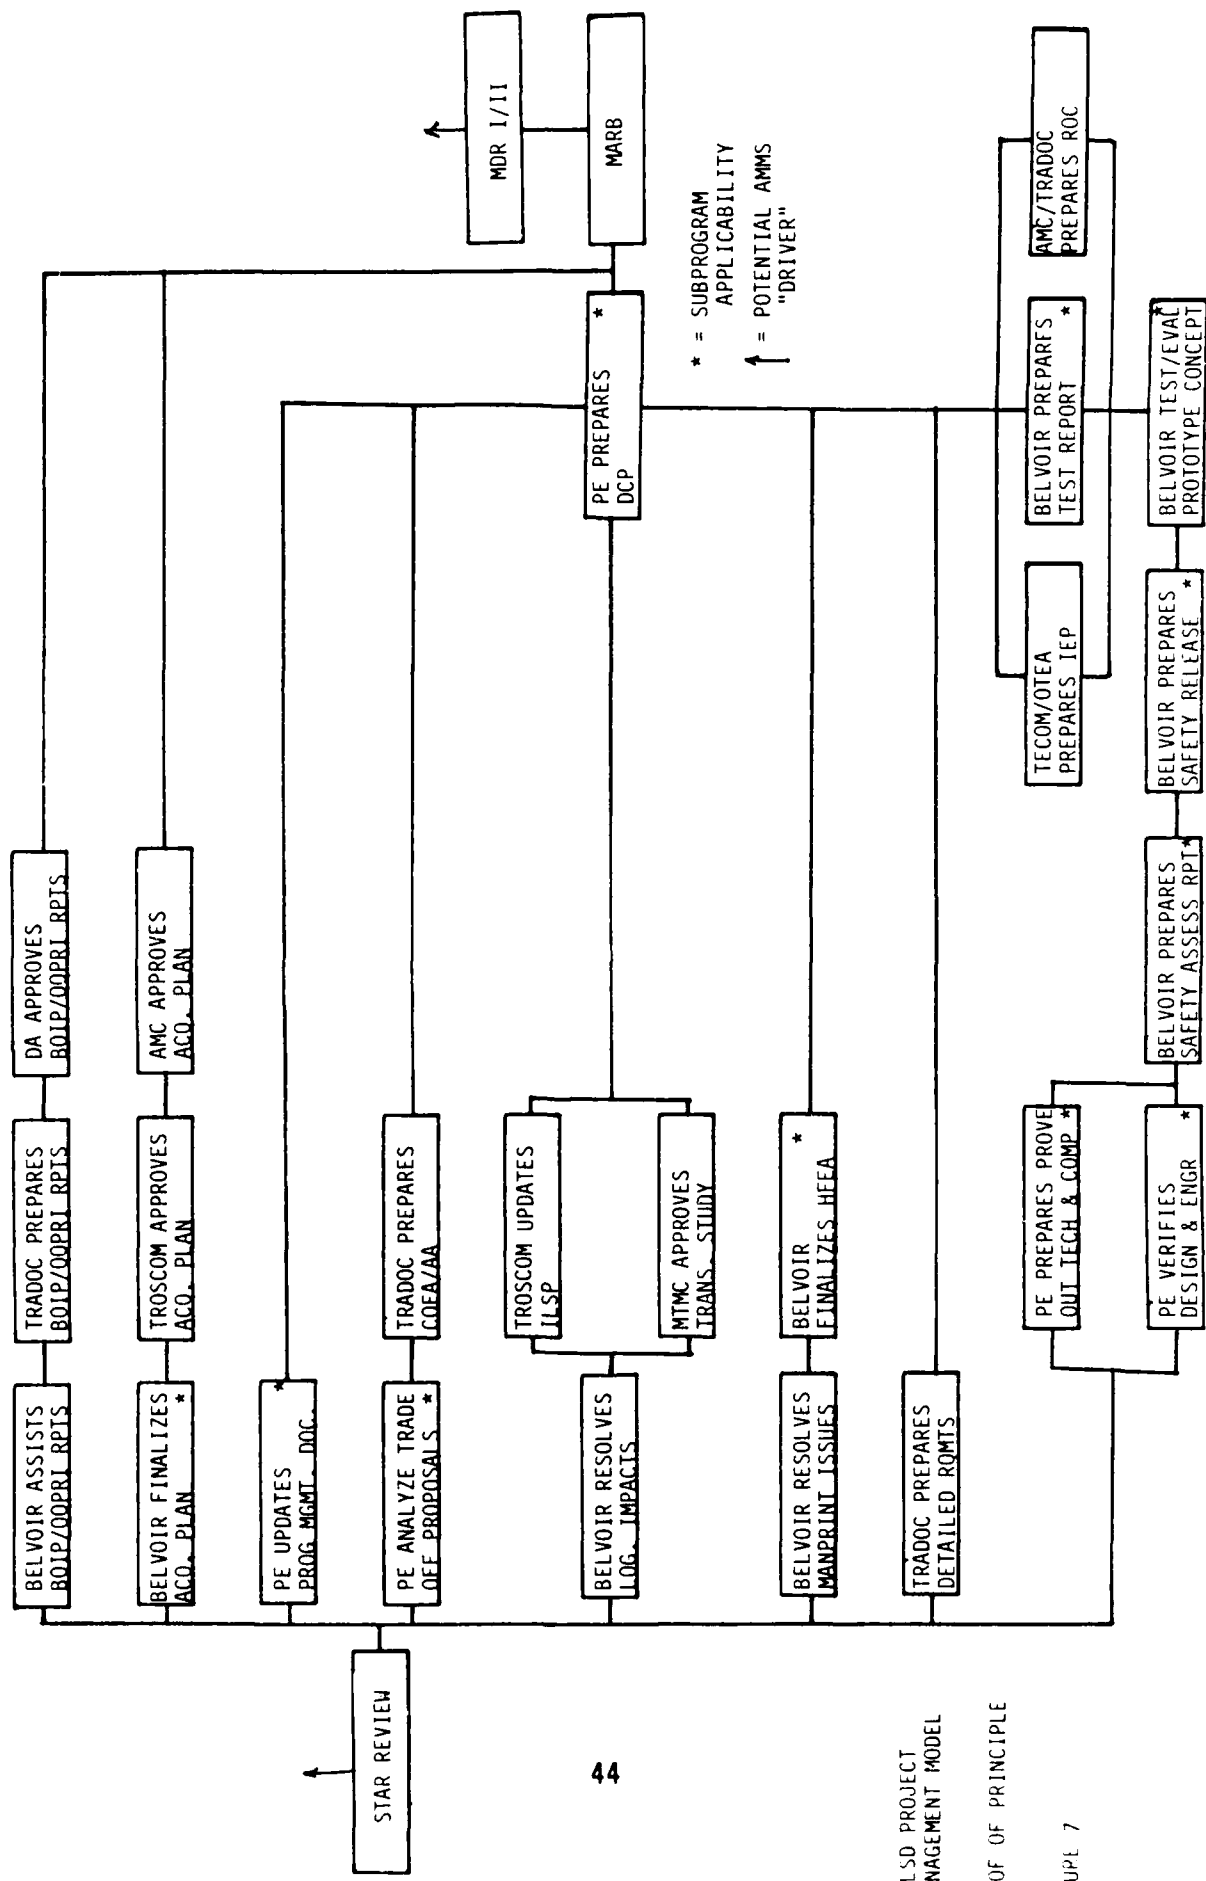 STAR REVIEW
BELVOIR ASSISTS
BOIP/QQPRI RPTS
TRADOC PREPARES
BOIP/QQPRI RPTS
DA APPROVES
BOIP/QQPRI RPTS
BELVOIR FINALIZES
ACQ. PLAN *
TROSCOM APPROVES
ACQ. PLAN
AMC APPROVES
ACQ. PLAN
PE UPDATES *
PROG MGMT. DOC.
PE ANALYZE TRADE
OFF PROPOSALS *
TRADOC PREPARES
COEA/AA
BELVOIR RESOLVES
LOG. IMPACTS
TROSCOM UPDATES
ILSP
MTMC APPROVES
TRANS. STUDY
PE PREPARES *
DCP
MARB
MDR I/II
BELVOIR RESOLVES
MANPRINT ISSUES
BELVOIR *
FINALIZES HFEA
TRADOC PREPARES
DETAILED RQMTS
PE PREPARES PROVE
OUT TECH & COMP *
PE VERIFIES
DESIGN & ENGR *
BELVOIR PREPARES
SAFETY ASSESS RPT*
BELVOIR PREPARES
SAFETY RELEASE *
BELVOIR TEST/EVAL*
PROTOTYPE CONCEPT
TECOM/OTEA
PREPARES IEP
BELVOIR PREPARES
TEST REPORT *
AMC/TRADOC
PREPARES ROC
* = SUBPROGRAM
APPLICABILITY
= POTENTIAL AMMS
"DRIVER"
LSD PROJECT
NAGEMENT MODEL
OF OF PRINCIPLE
URE 7
44